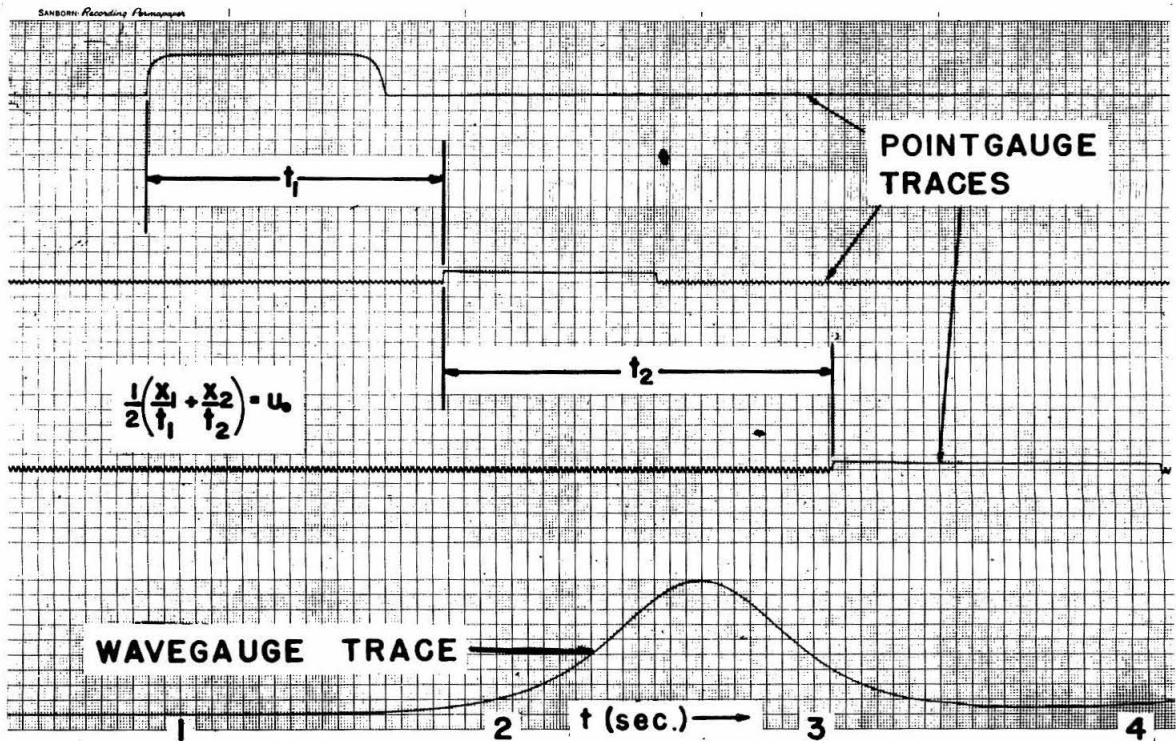 SANBORN Recording Permapaper
POINTGAUGE
TRACES
t₁
t₂
½(x₁/t₁ + x₂/t₂) = u₀
WAVEGAUGE TRACE
1 2 t (sec.) → 3 4